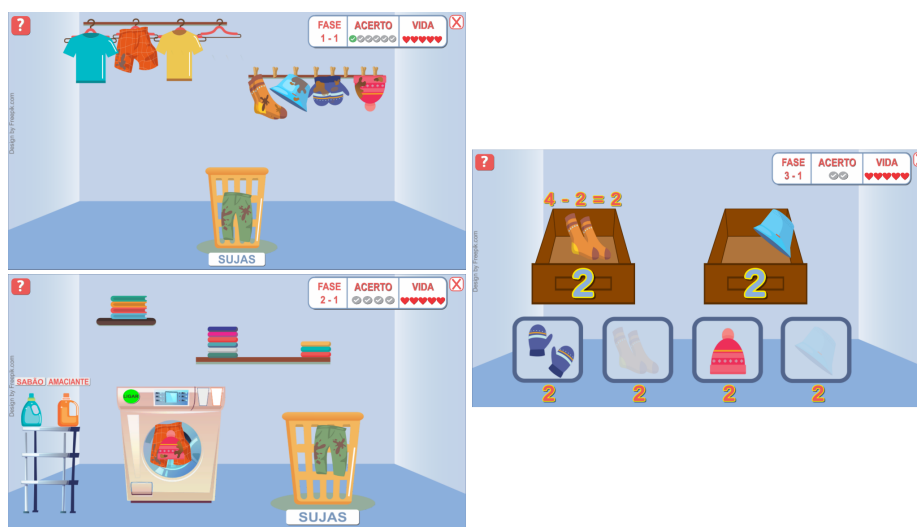 ?
FASE ACERTO VIDA X
1 - 1
Design by Freepik.com
SUJAS
?
FASE ACERTO VIDA X
2 - 1
Design by Freepik.com
SABÃO AMACIANTE
LIGAR
SUJAS
?
FASE ACERTO VIDA
3 - 1
Design by Freepik.com
4 - 2 = 2
2 2
2 2 2 2